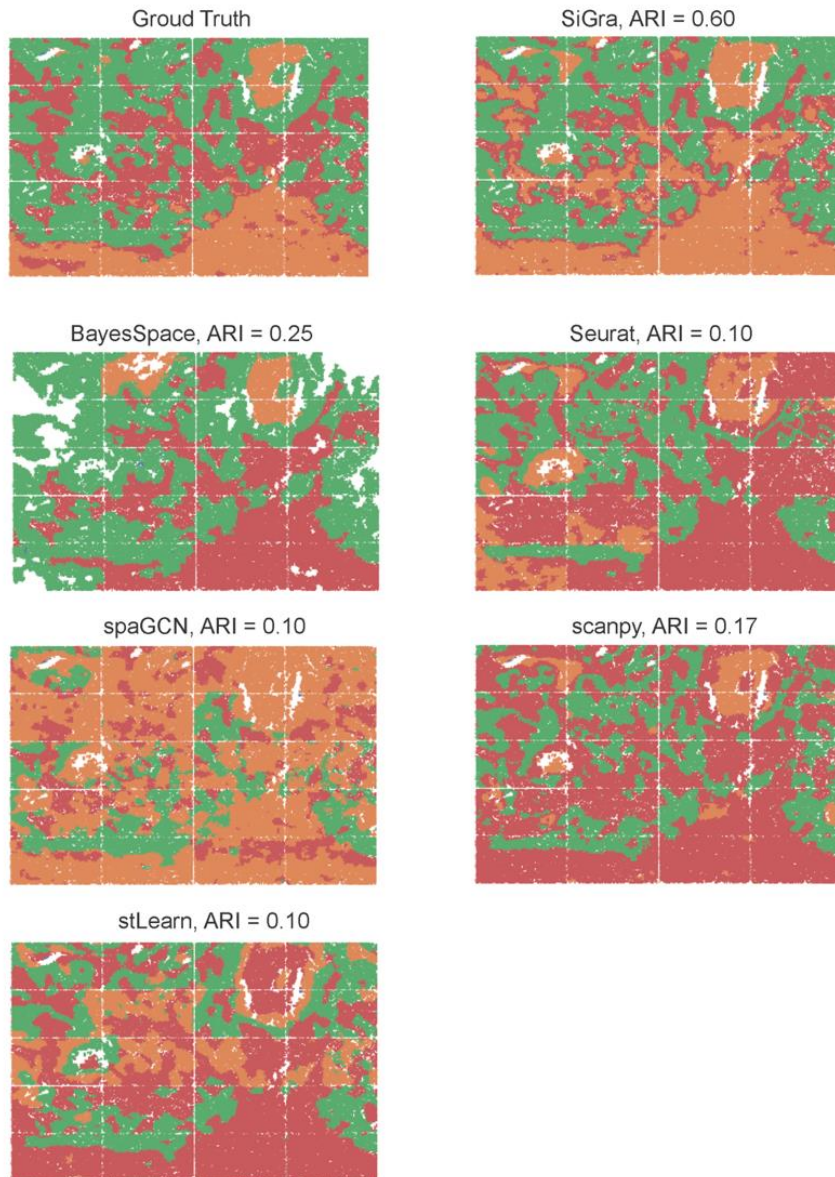 Groud Truth
SiGra, ARI = 0.60
BayesSpace, ARI = 0.25
Seurat, ARI = 0.10
spaGCN, ARI = 0.10
scanpy, ARI = 0.17
stLearn, ARI = 0.10